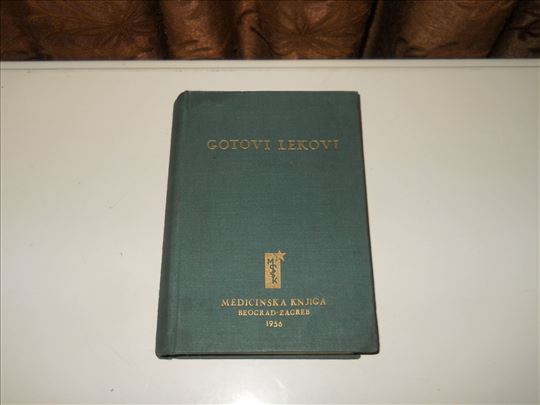 GOTOVI LEKOVI
M
K
MEDICINSKA KNJIGA
BEOGRAD-ZAGREB
1956